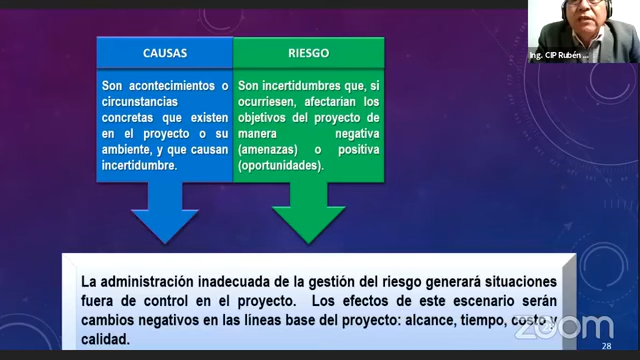 CAUSAS
RIESGO
Son acontecimientos o
circunstancias
concretas que existen
en el proyecto o su
ambiente, y que causan
incertidumbre.
Son incertidumbres que, si
ocurriesen, afectarian los
objetivos del proyecto de
manera negativa
(amenazas) o positiva
(oportunidades).
La administración inadecuada de la gestión del riesgo generará situaciones
fuera de control en el proyecto. Los efectos de este escenario serán
cambios negativos en las lineas base del proyecto: alcance, tiempo, costo y
calidad.
Ing. CIP Rubén ...
zoom
28